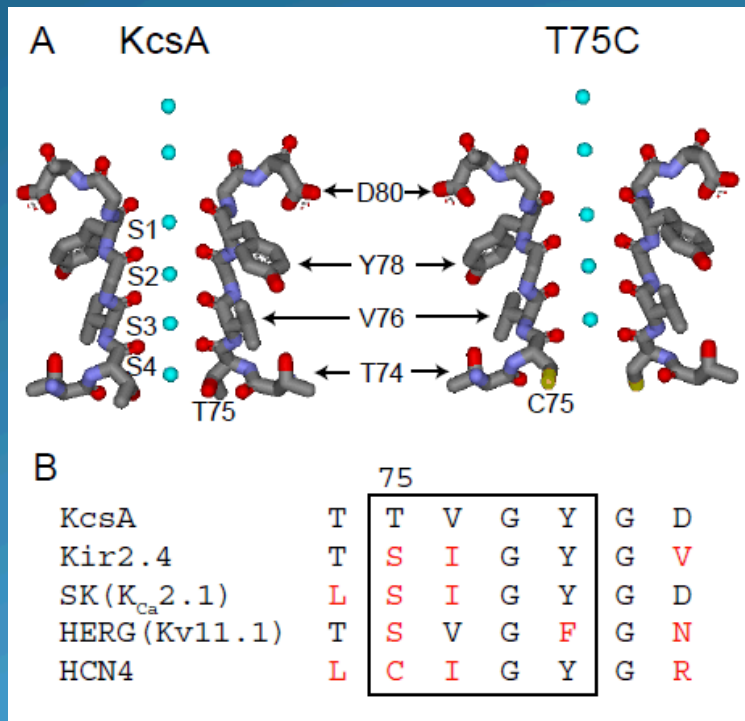 A KcsA T75C
D80
S1
S2 Y78
S3 V76
S4 T74
T75 C75
B
75
KcsA T T V G Y G D
Kir2.4 T S I G Y G V
SK(K_Ca2.1) L S I G Y G D
HERG(Kv11.1) T S V G F G N
HCN4 L C I G Y G R